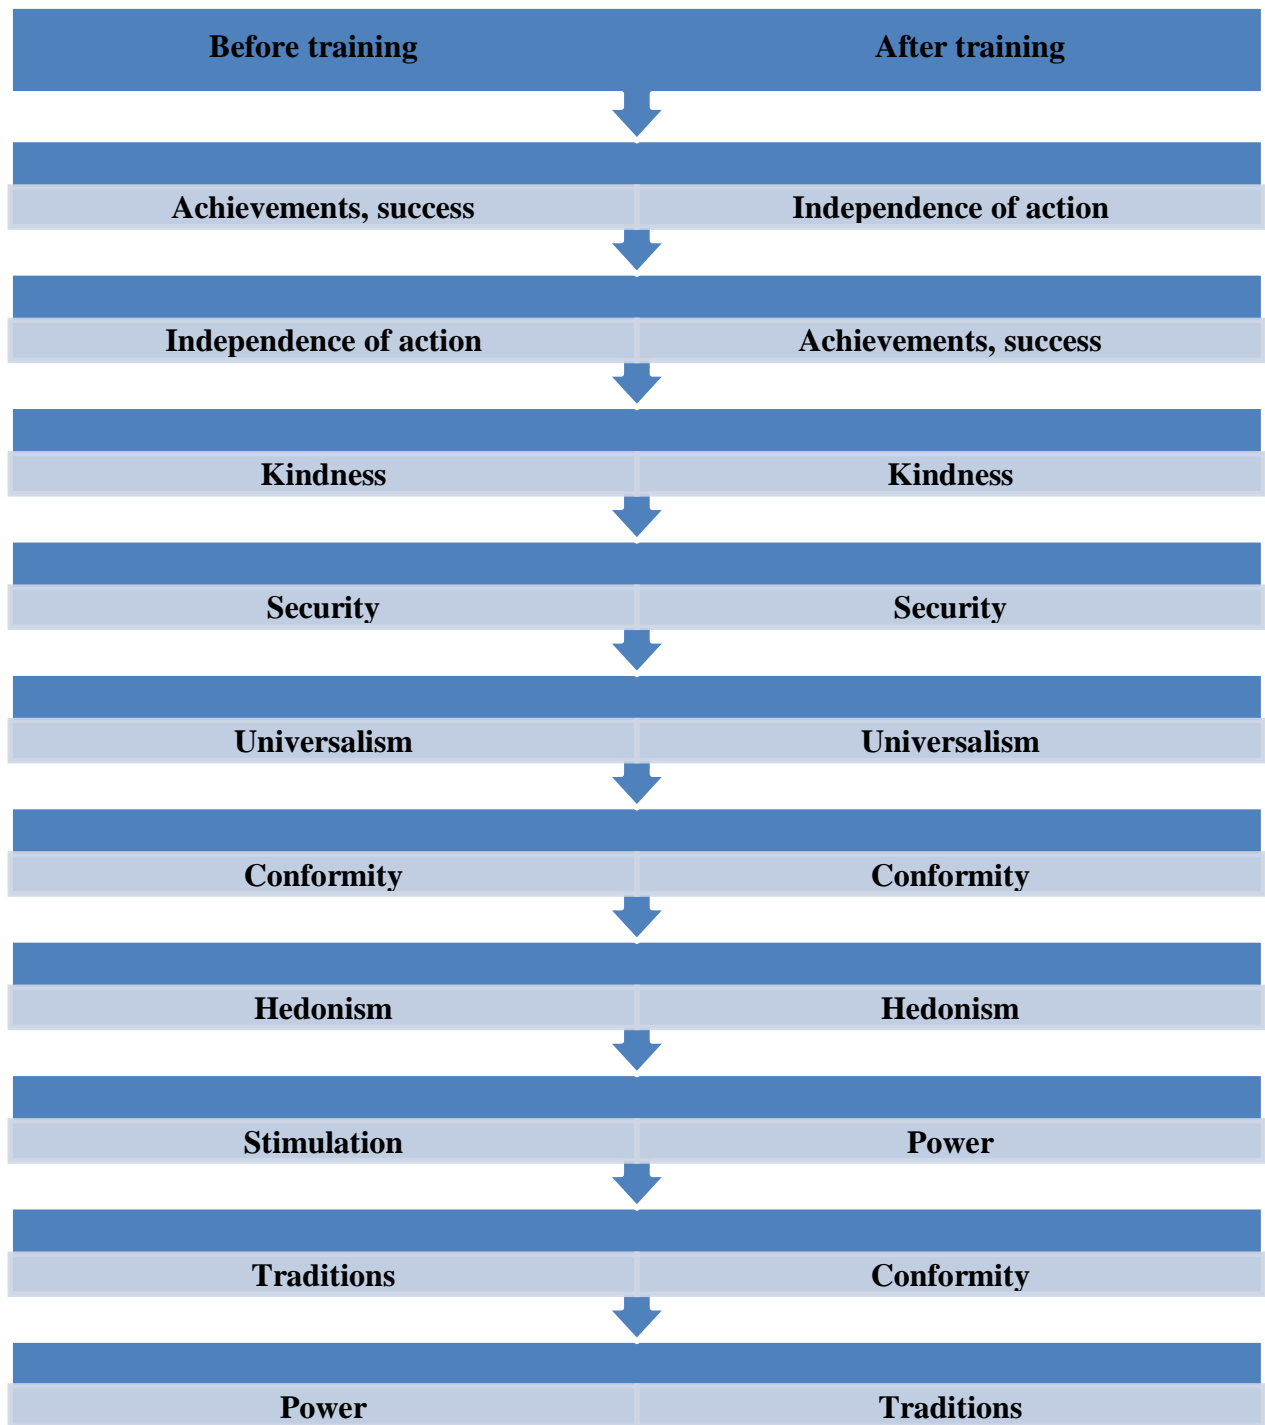 Before training After training
Achievements, success Independence of action
Independence of action Achievements, success
Kindness Kindness
Security Security
Universalism Universalism
Conformity Conformity
Hedonism Hedonism
Stimulation Power
Traditions Conformity
Power Traditions